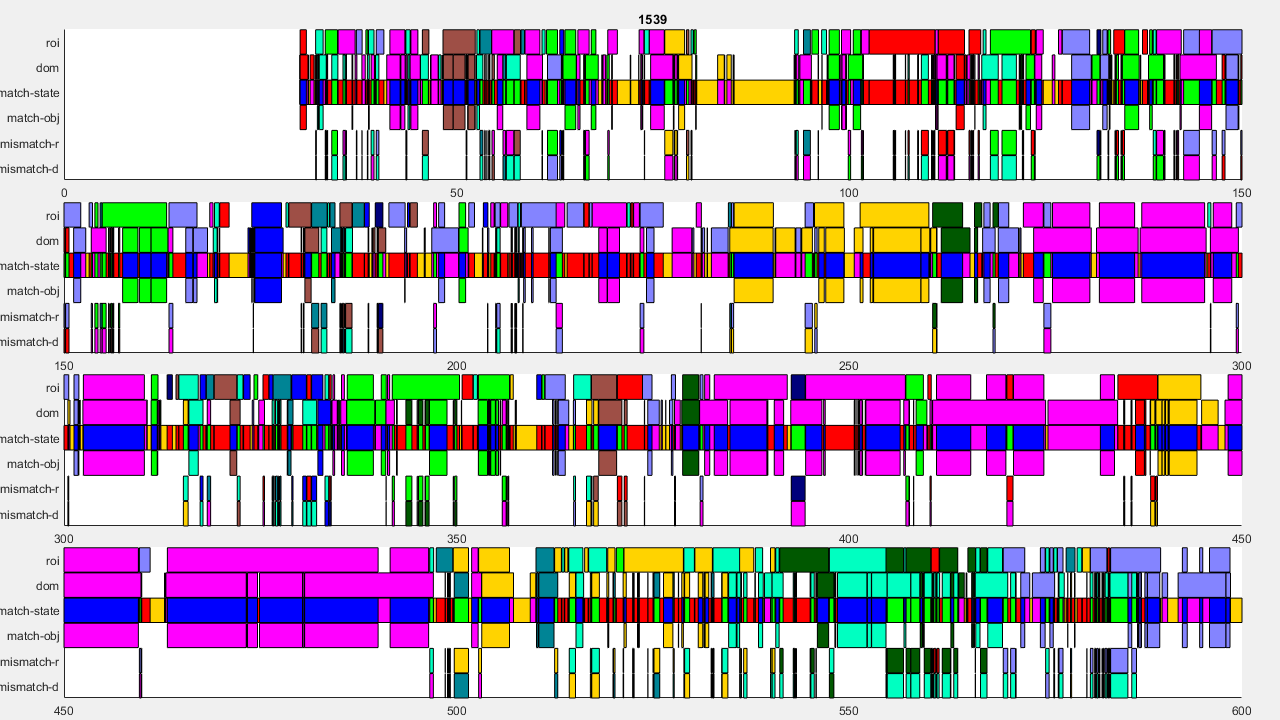 1539
roi
dom
match-state
match-obj
mismatch-r
mismatch-d
0 50 100 150
roi
dom
match-state
match-obj
mismatch-r
mismatch-d
150 200 250 300
roi
dom
match-state
match-obj
mismatch-r
mismatch-d
300 350 400 450
roi
dom
match-state
match-obj
mismatch-r
mismatch-d
450 500 550 600